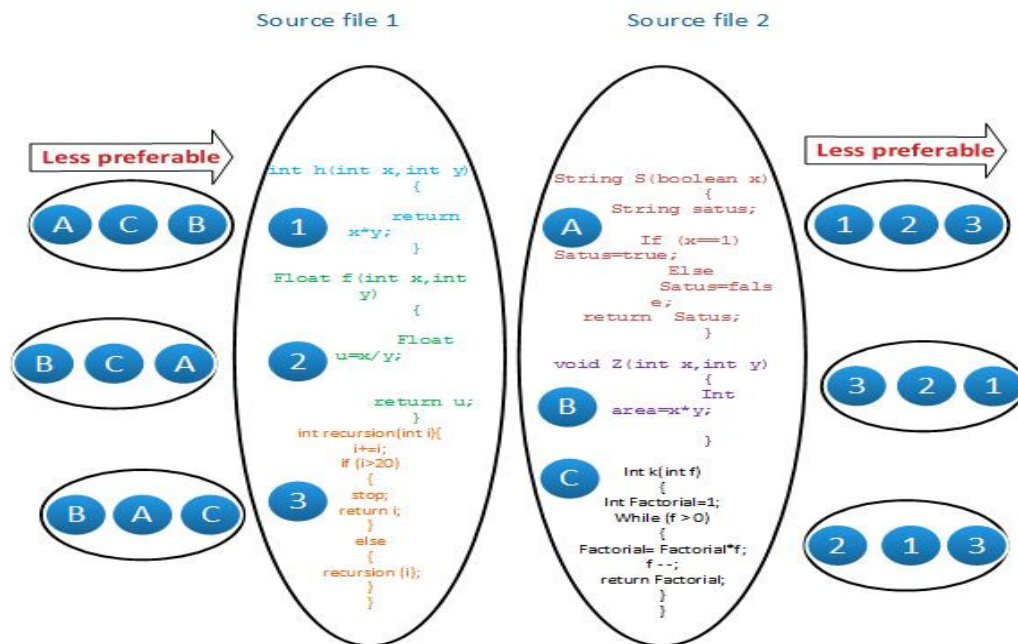 Source file 1
Source file 2
Less preferable
A C B
B C A
B A C
int h(int x,int y)
{
return
x*y;
}
1
Float f(int x,int
y)
{
Float
u=x/y;
return u;
}
2
int recursion(int i){
i+=i;
if (i>20)
{
stop;
return i;
}
else
{
recursion (i);
}
}
3
String S(boolean x)
{
String satus;
If (x==1)
Satus=true;
Else
Satus=fals
e;
return Satus;
}
A
void Z(int x,int y)
{
Int
area=x*y;
}
B
Int k(int f)
{
Int Factorial=1;
While (f > 0)
{
Factorial= Factorial*f;
f --;
return Factorial;
}
}
C
Less preferable
1 2 3
3 2 1
2 1 3